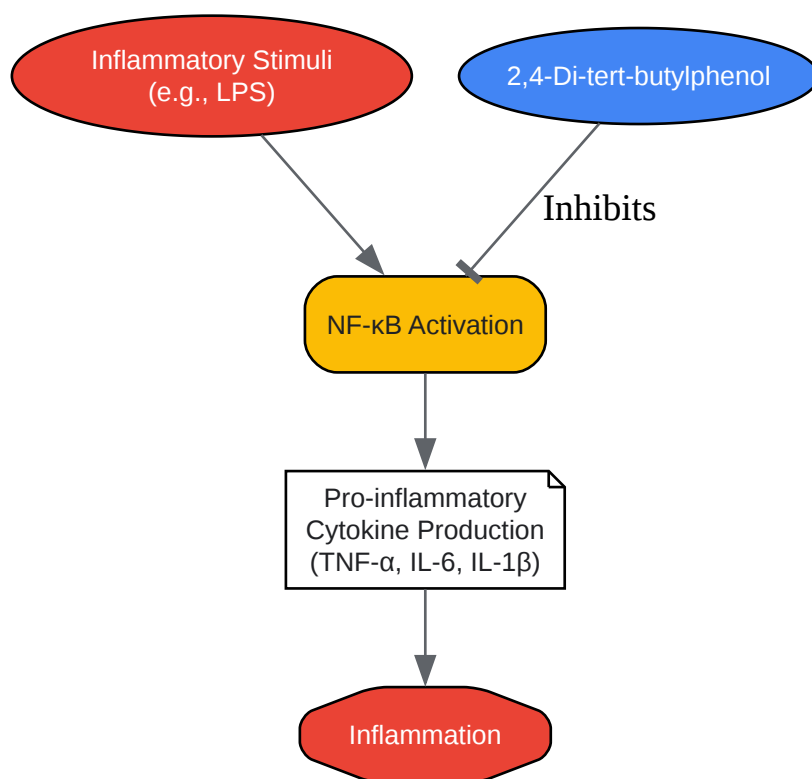 Inflammatory Stimuli
(e.g., LPS)
2,4-Di-tert-butylphenol
Inhibits
NF-κB Activation
Pro-inflammatory
Cytokine Production
(TNF-α, IL-6, IL-1β)
Inflammation